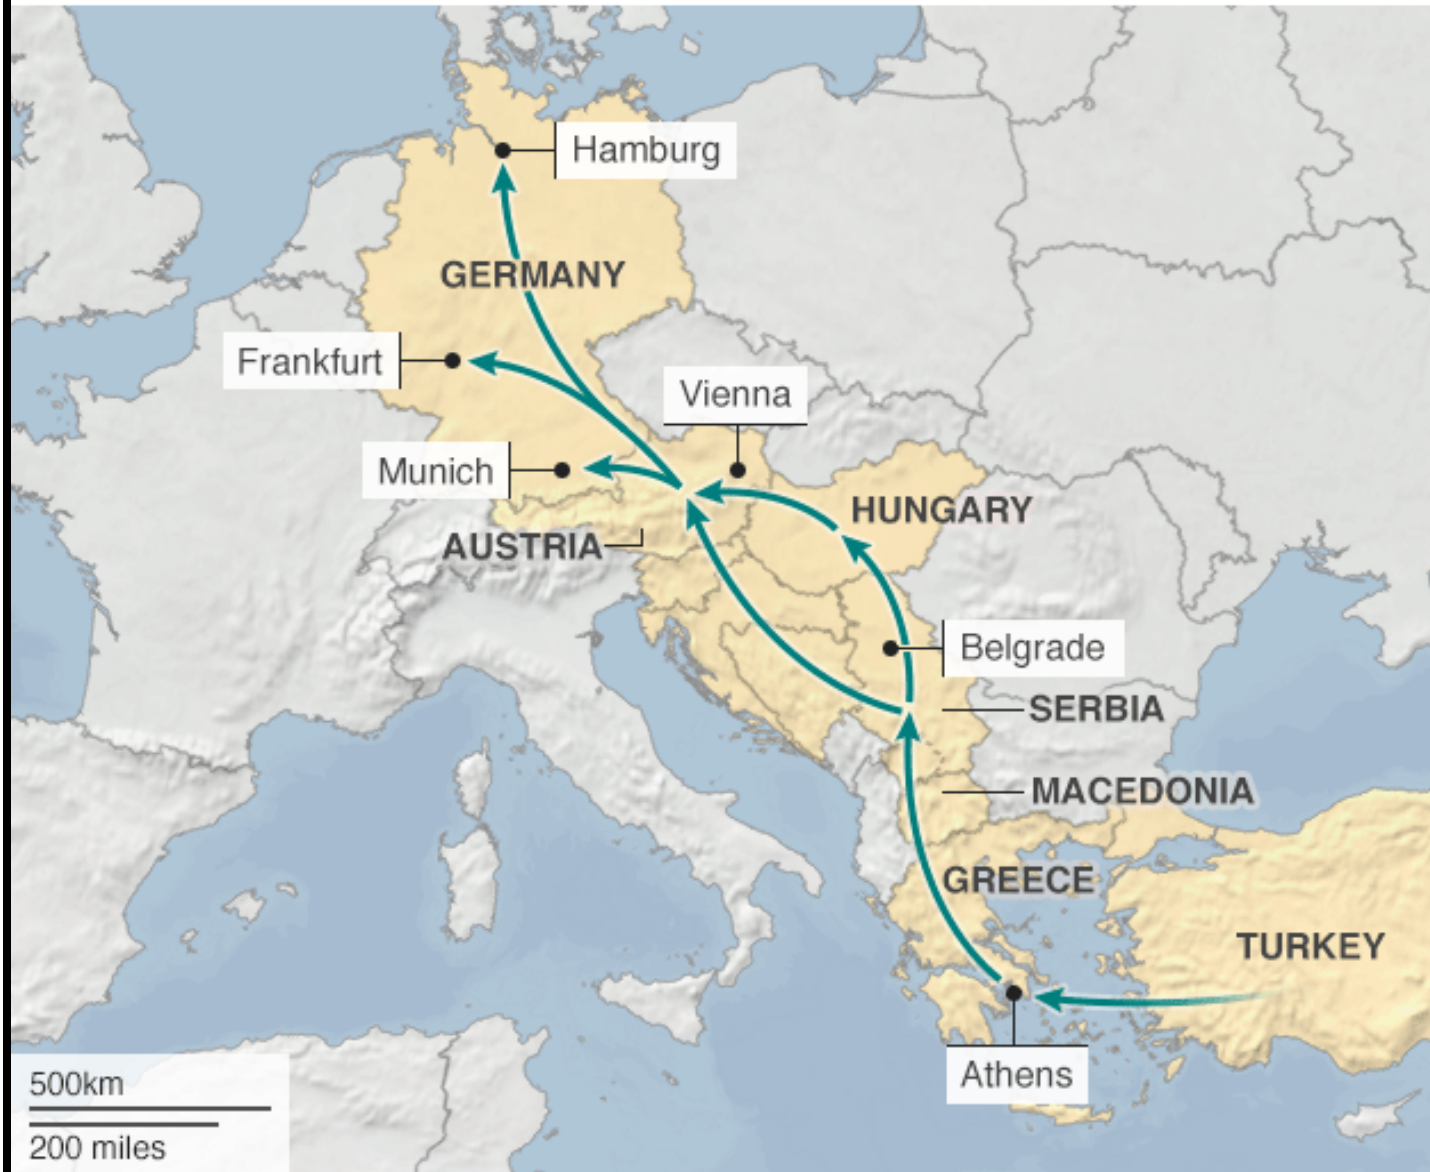 Hamburg
GERMANY
Frankfurt
Vienna
Munich
HUNGARY
AUSTRIA
Belgrade
SERBIA
MACEDONIA
GREECE
TURKEY
Athens
500km
200 miles